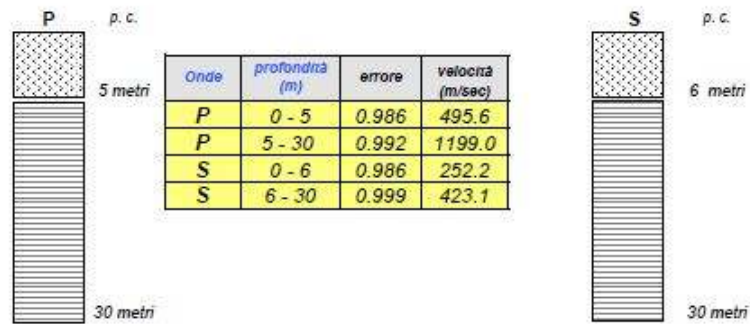 P p. c.
5 metri
30 metri
Onde profondità (m) errore velocità (m/sec)
P 0 - 5 0.986 495.6
P 5 - 30 0.992 1199.0
S 0 - 6 0.986 252.2
S 6 - 30 0.999 423.1
S p. c.
6 metri
30 metri